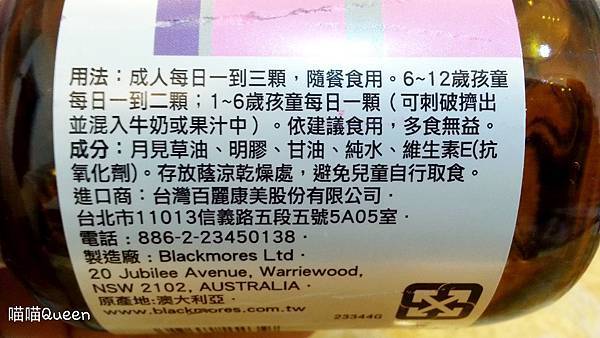 用法：成人每日一到三顆，隨餐食用。6~12歲孩童
每日一到二顆；1~6歲孩童每日一顆（可刺破擠出
並混入牛奶或果汁中）。依建議食用，多食無益。
成分：月見草油、明膠、甘油、純水、維生素E(抗
氧化劑)。存放蔭涼乾燥處，避免兒童自行取食。
進口商：台灣百麗康美股份有限公司·
台北市11013信義路五段五號5A05室·
電話：886-2-23450138·
製造廠：Blackmores Ltd·
20 Jubilee Avenue, Warriewood,
NSW 2102, AUSTRALIA·
原產地:澳大利亞·
www.blackmores.com.tw
23344G
喵喵Queen